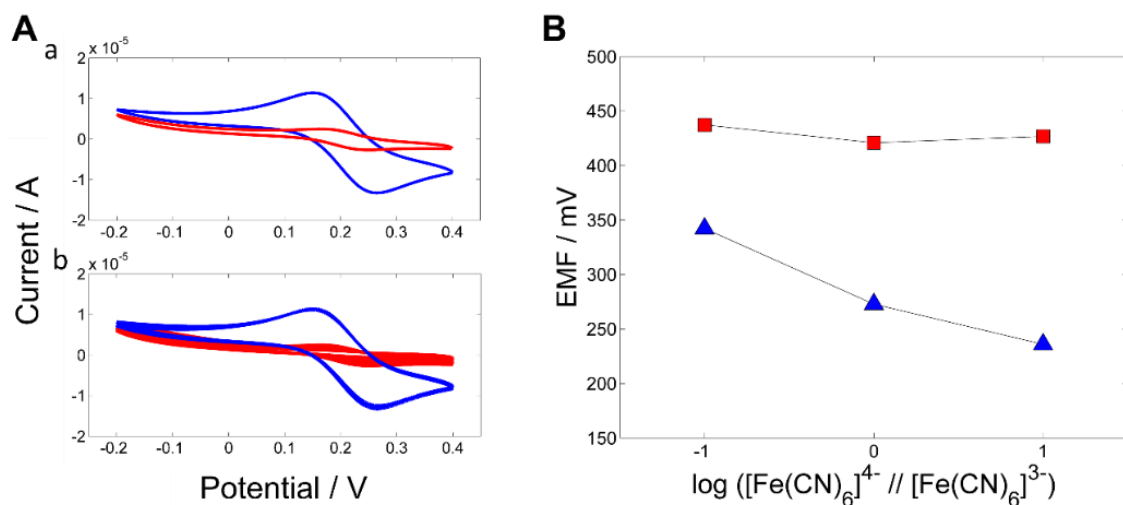 A
a
2 x 10^-5
1
0
-1
-2
-0.2 -0.1 0 0.1 0.2 0.3 0.4
b
2 x 10^-5
1
0
-1
-2
-0.2 -0.1 0 0.1 0.2 0.3 0.4
Current / A
Potential / V
B
500
450
400
350
300
250
200
150
-1 0 1
EMF / mV
log ([Fe(CN)6]^4- // [Fe(CN)6]^3-)